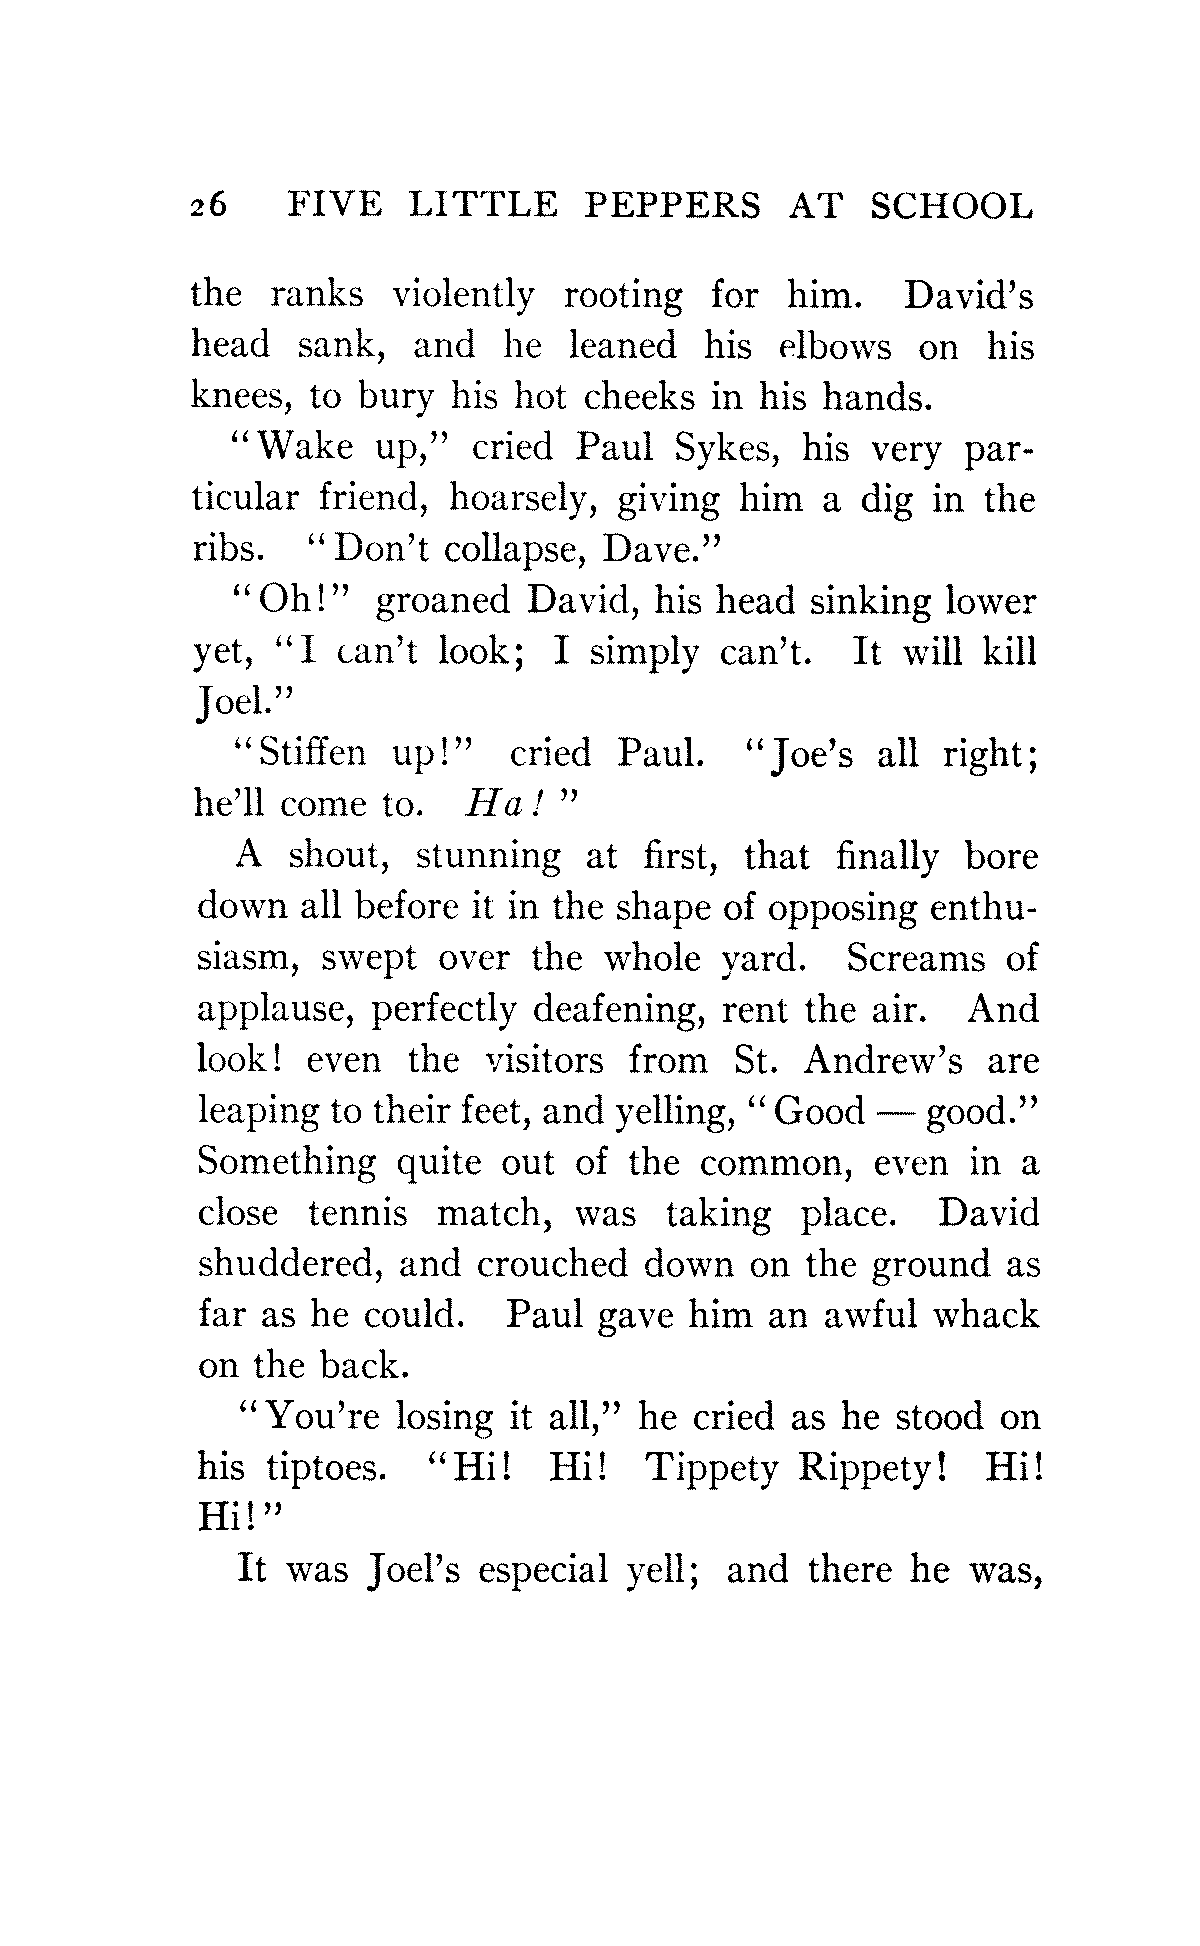 26 FIVE LITTLE PEPPERS AT SCHOOL
the ranks violently rooting for him. David's
head sank, and he leaned his elbows on his
knees, to bury his hot cheeks in his hands.
"Wake up," cried Paul Sykes, his very par-
ticular friend, hoarsely, giving him a dig in the
ribs. "Don't collapse, Dave."
"Oh!" groaned David, his head sinking lower
yet, "I can't look; I simply can't. It will kill
Joel."
"Stiffen up!" cried Paul. "Joe's all right;
he'll come to. Ha!"
A shout, stunning at first, that finally bore
down all before it in the shape of opposing enthu-
siasm, swept over the whole yard. Screams of
applause, perfectly deafening, rent the air. And
look! even the visitors from St. Andrew's are
leaping to their feet, and yelling, "Good — good."
Something quite out of the common, even in a
close tennis match, was taking place. David
shuddered, and crouched down on the ground as
far as he could. Paul gave him an awful whack
on the back.
"You're losing it all," he cried as he stood on
his tiptoes. "Hi! Hi! Tippety Rippety! Hi!
Hi!"
It was Joel's especial yell; and there he was,